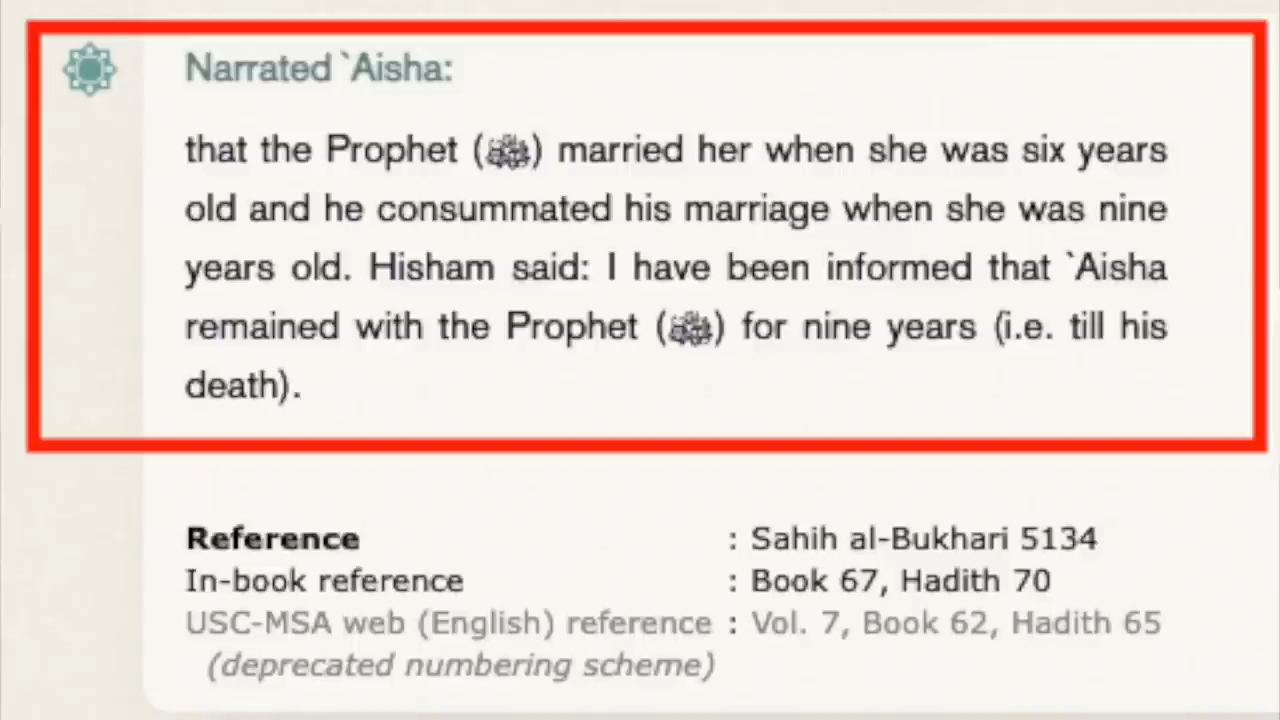 Narrated `Aisha:
that the Prophet (ﷺ) married her when she was six years
old and he consummated his marriage when she was nine
years old. Hisham said: I have been informed that `Aisha
remained with the Prophet (ﷺ) for nine years (i.e. till his
death).
Reference : Sahih al-Bukhari 5134
In-book reference : Book 67, Hadith 70
USC-MSA web (English) reference : Vol. 7, Book 62, Hadith 65
(deprecated numbering scheme)